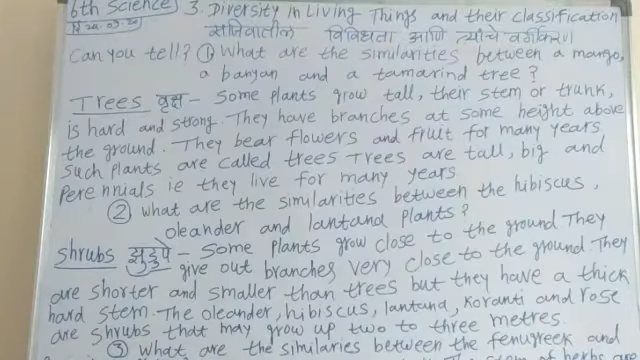 6th Science
3. Diversity in Living Things and their classification
सजिवातील विविधता आणि त्यांचे वर्गीकरण
Can you tell? ① What are the similarities between a mango,
a banyan and a tamarind tree?
Trees वृक्ष - Some plants grow tall, their stem or trunk,
is hard and strong. They have branches at some height above
the ground. They bear flowers and fruit for many years
such plants are called trees Trees are tall, big and
perennials ie they live for many years
② what are the similarities between the hibiscus,
oleander and lantand plants?
Shrubs झुडुपे - Some plants grow close to the ground They
give out branches very close to the ground They
are shorter and smaller than trees but they have a thick
hard stem. The oleander, hibiscus, lantana, koranti and rose
are shrubs that may grow up two to three metres.
③ What are the similaries between the fenugreek and